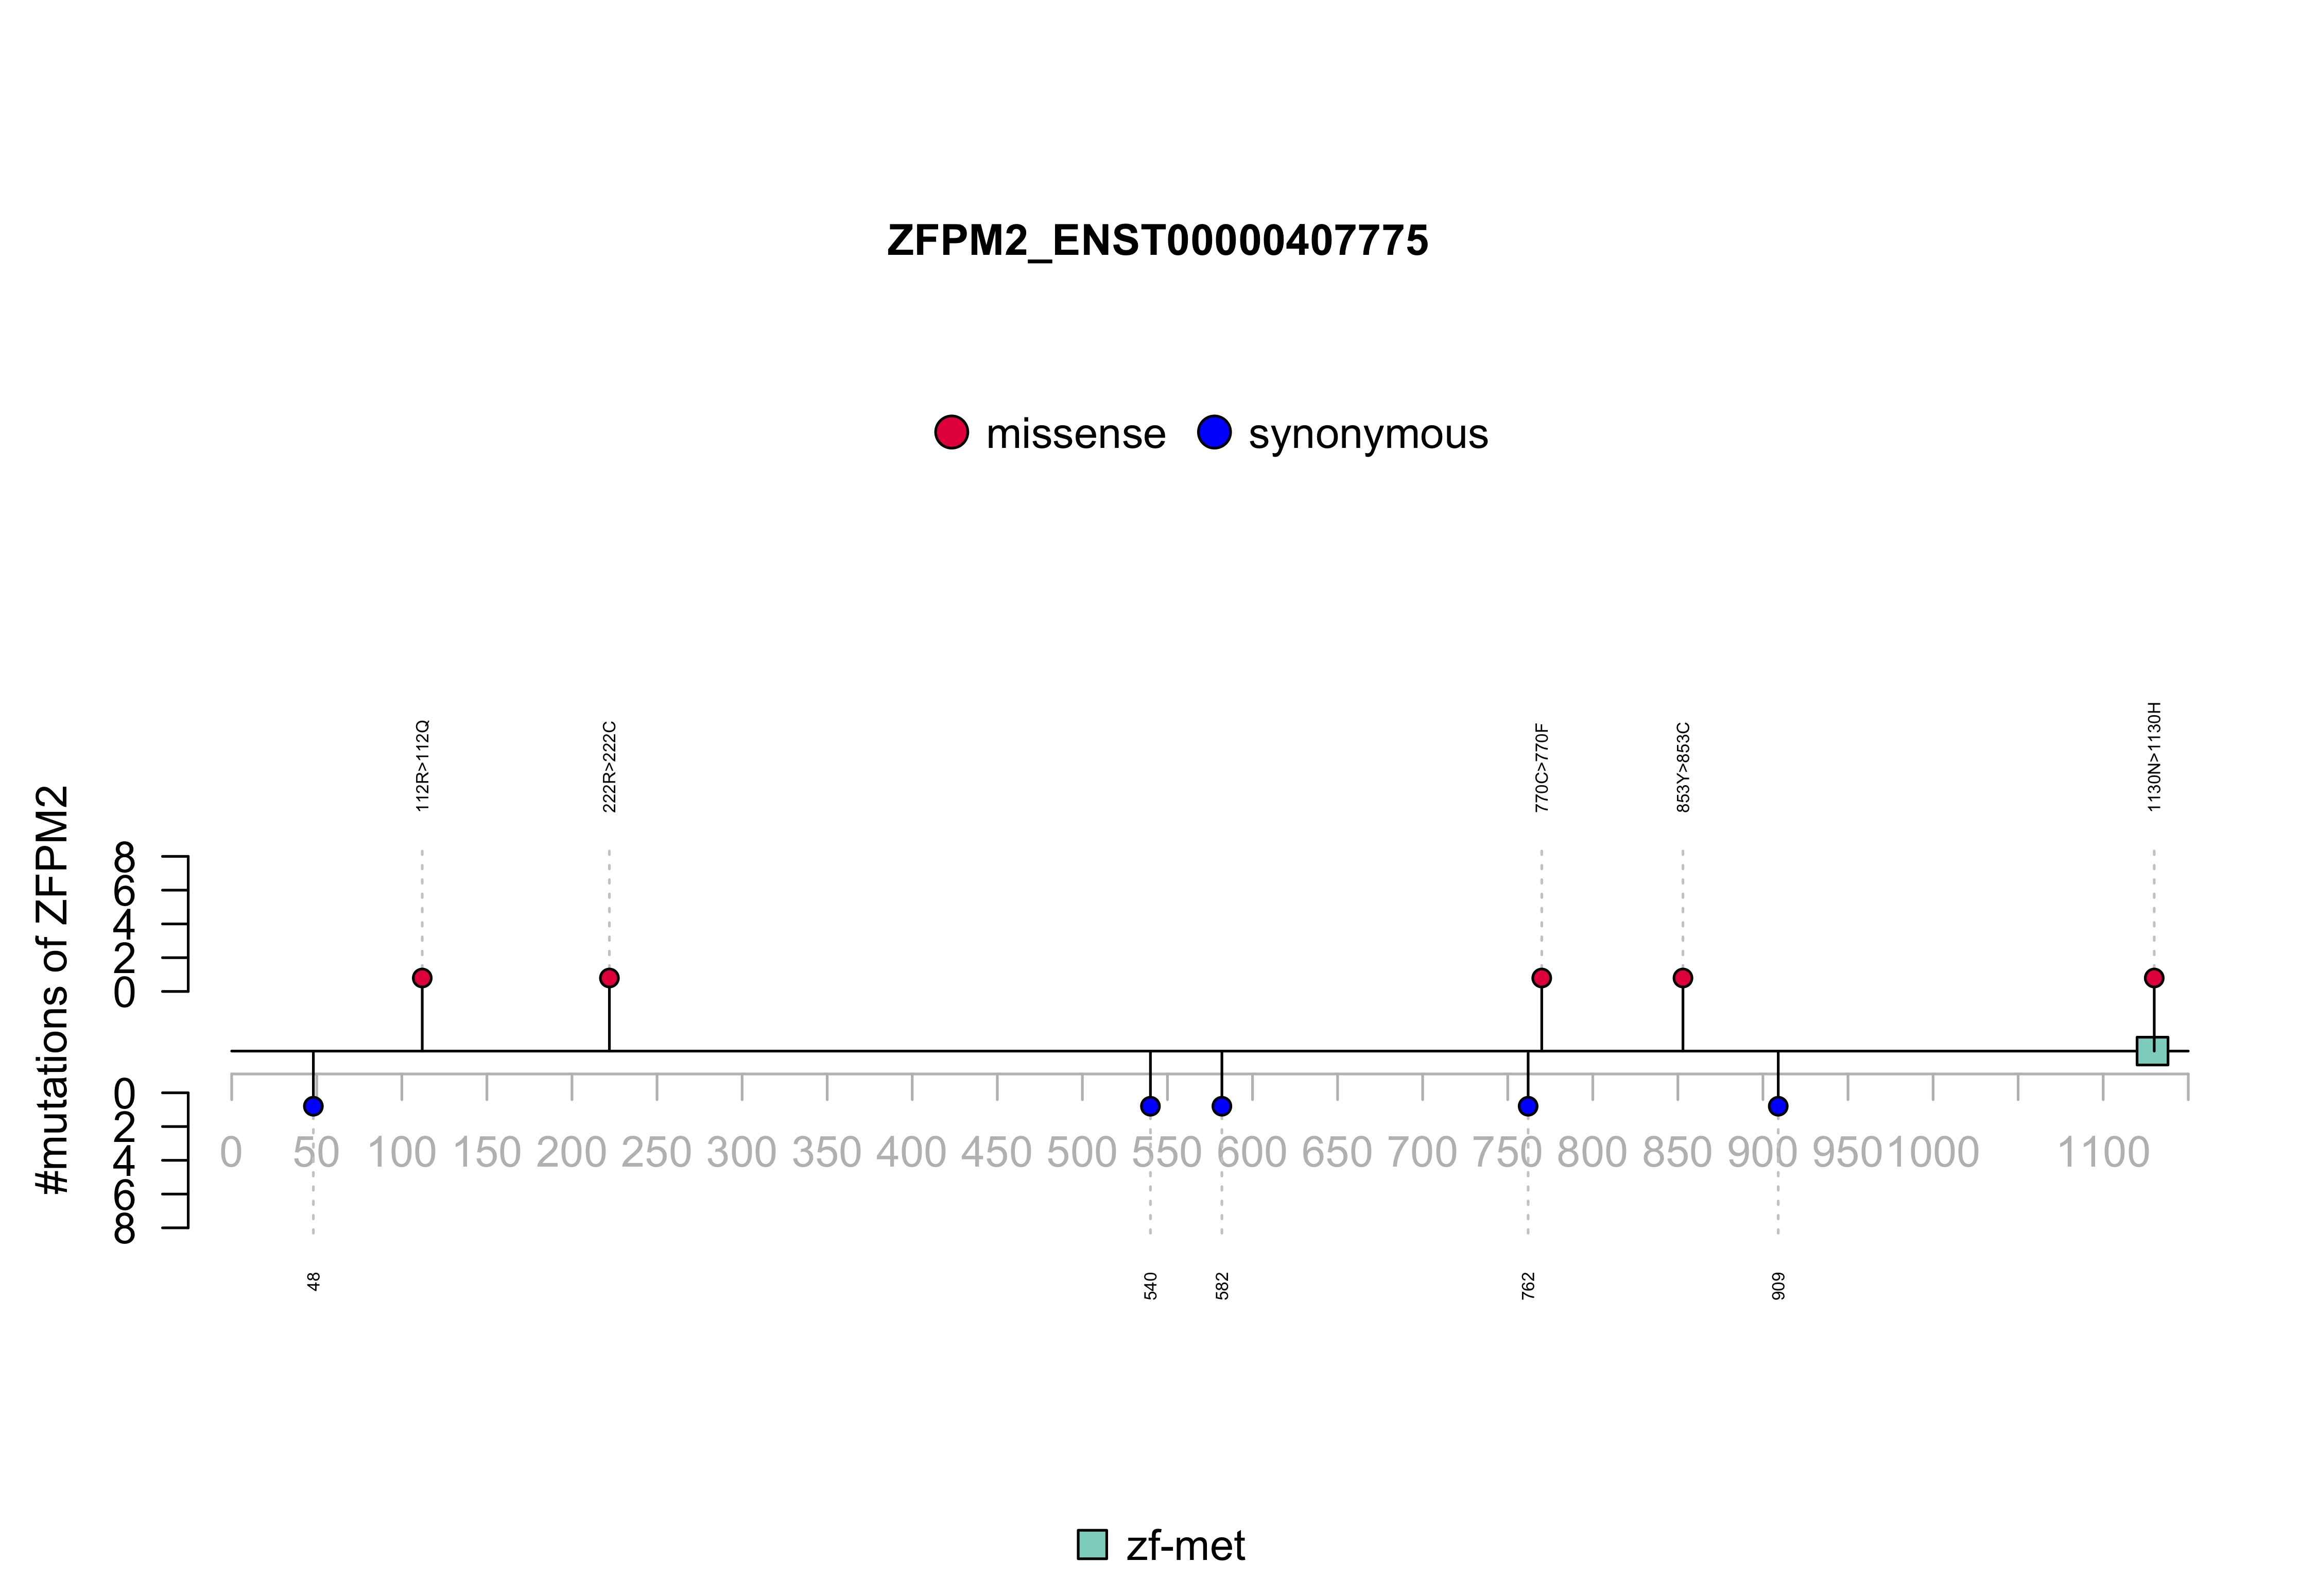 ZFPM2_ENST00000407775
missense synonymous
112R>112Q 222R>222C 770C>770F 853Y>853C 1130N>1130H
#mutations of ZFPM2
8
6
4
2
0
0
2
4
6
8
0 50 100 150 200 250 300 350 400 450 500 550 600 650 700 750 800 850 900 950 1000 1100
48 540 582 762 909
zf-met